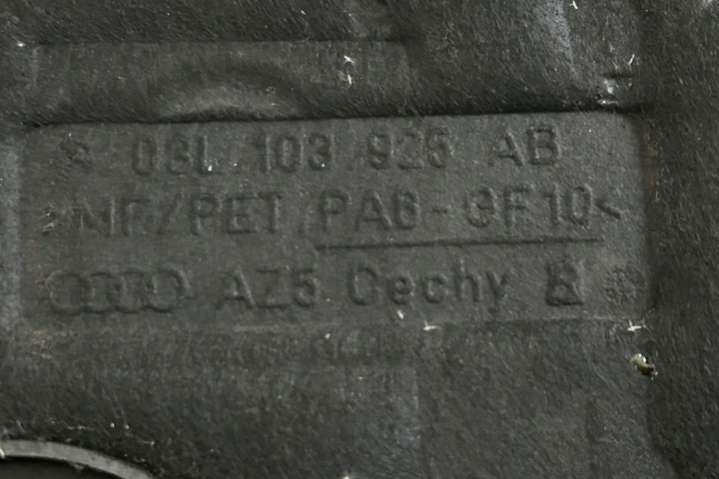 03L 103 925 AB
>MF/PET/PA6-GF10<
AZ5 Cechy